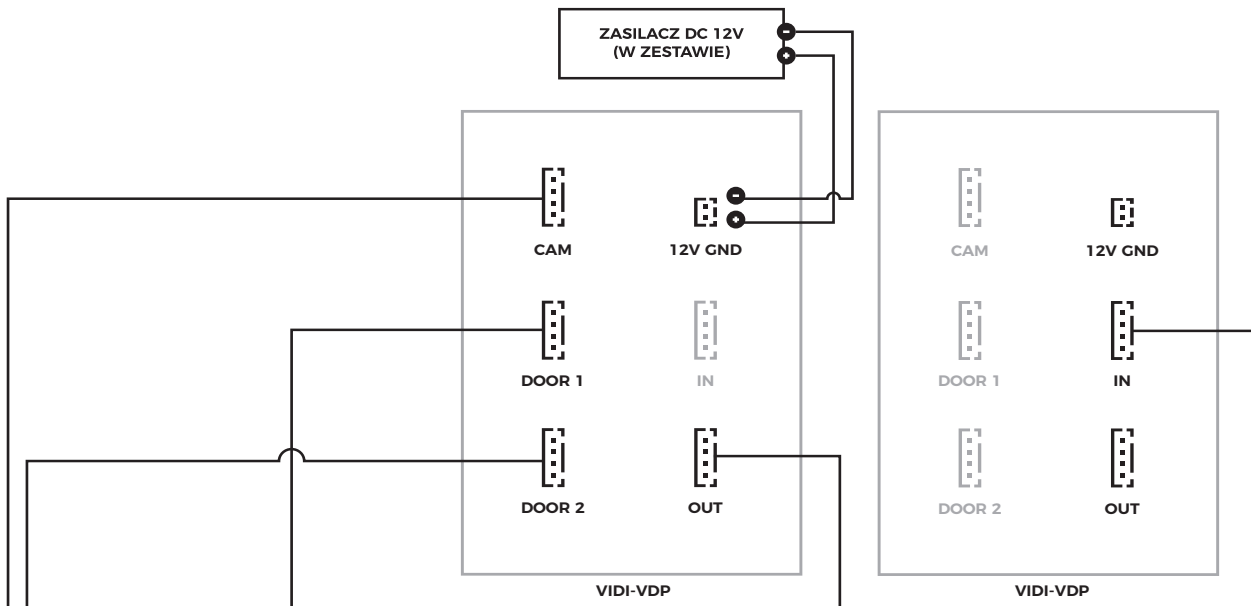 ZASILACZ DC 12V
(W ZESTAWIE)
CAM
12V GND
DOOR 1
IN
DOOR 2
OUT
VIDI-VDP
CAM
12V GND
DOOR 1
IN
DOOR 2
OUT
VIDI-VDP